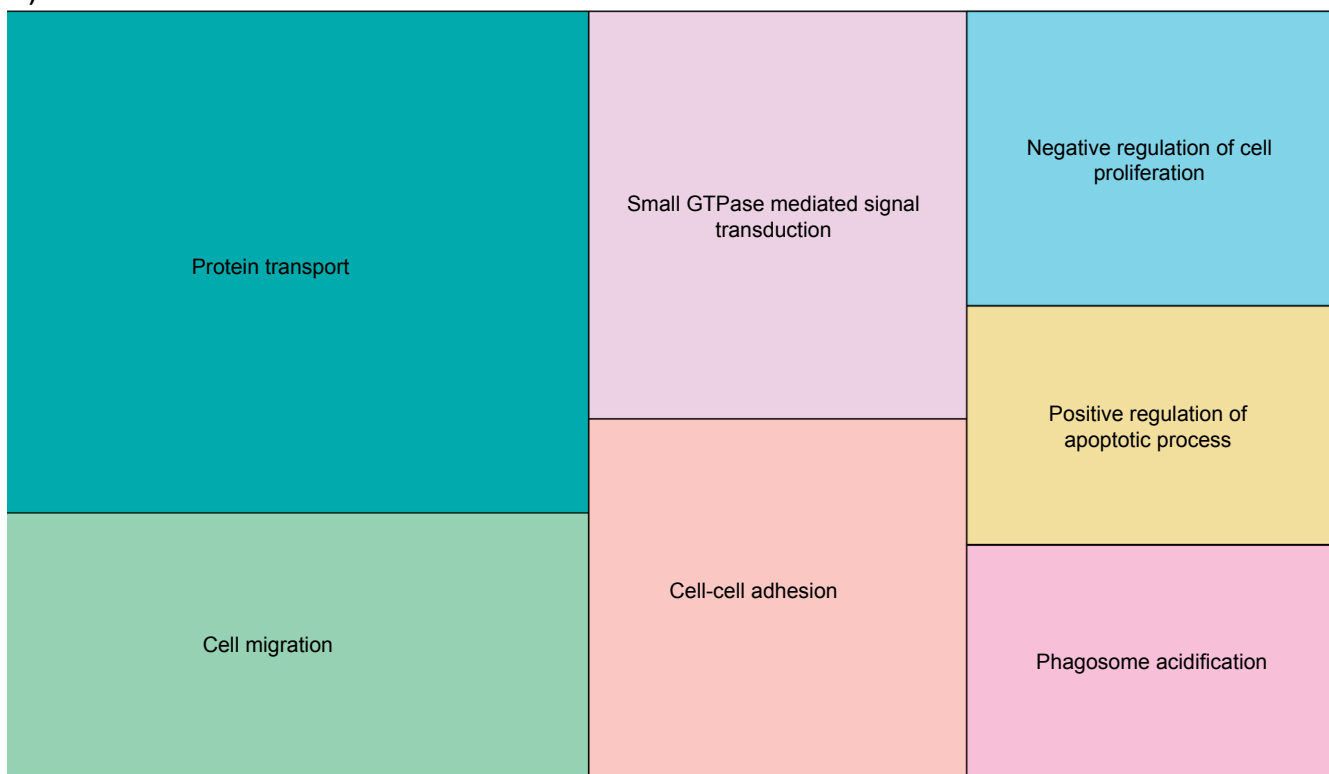 Protein transport
Cell migration
Small GTPase mediated signal
transduction
Cell-cell adhesion
Negative regulation of cell
proliferation
Positive regulation of
apoptotic process
Phagosome acidification